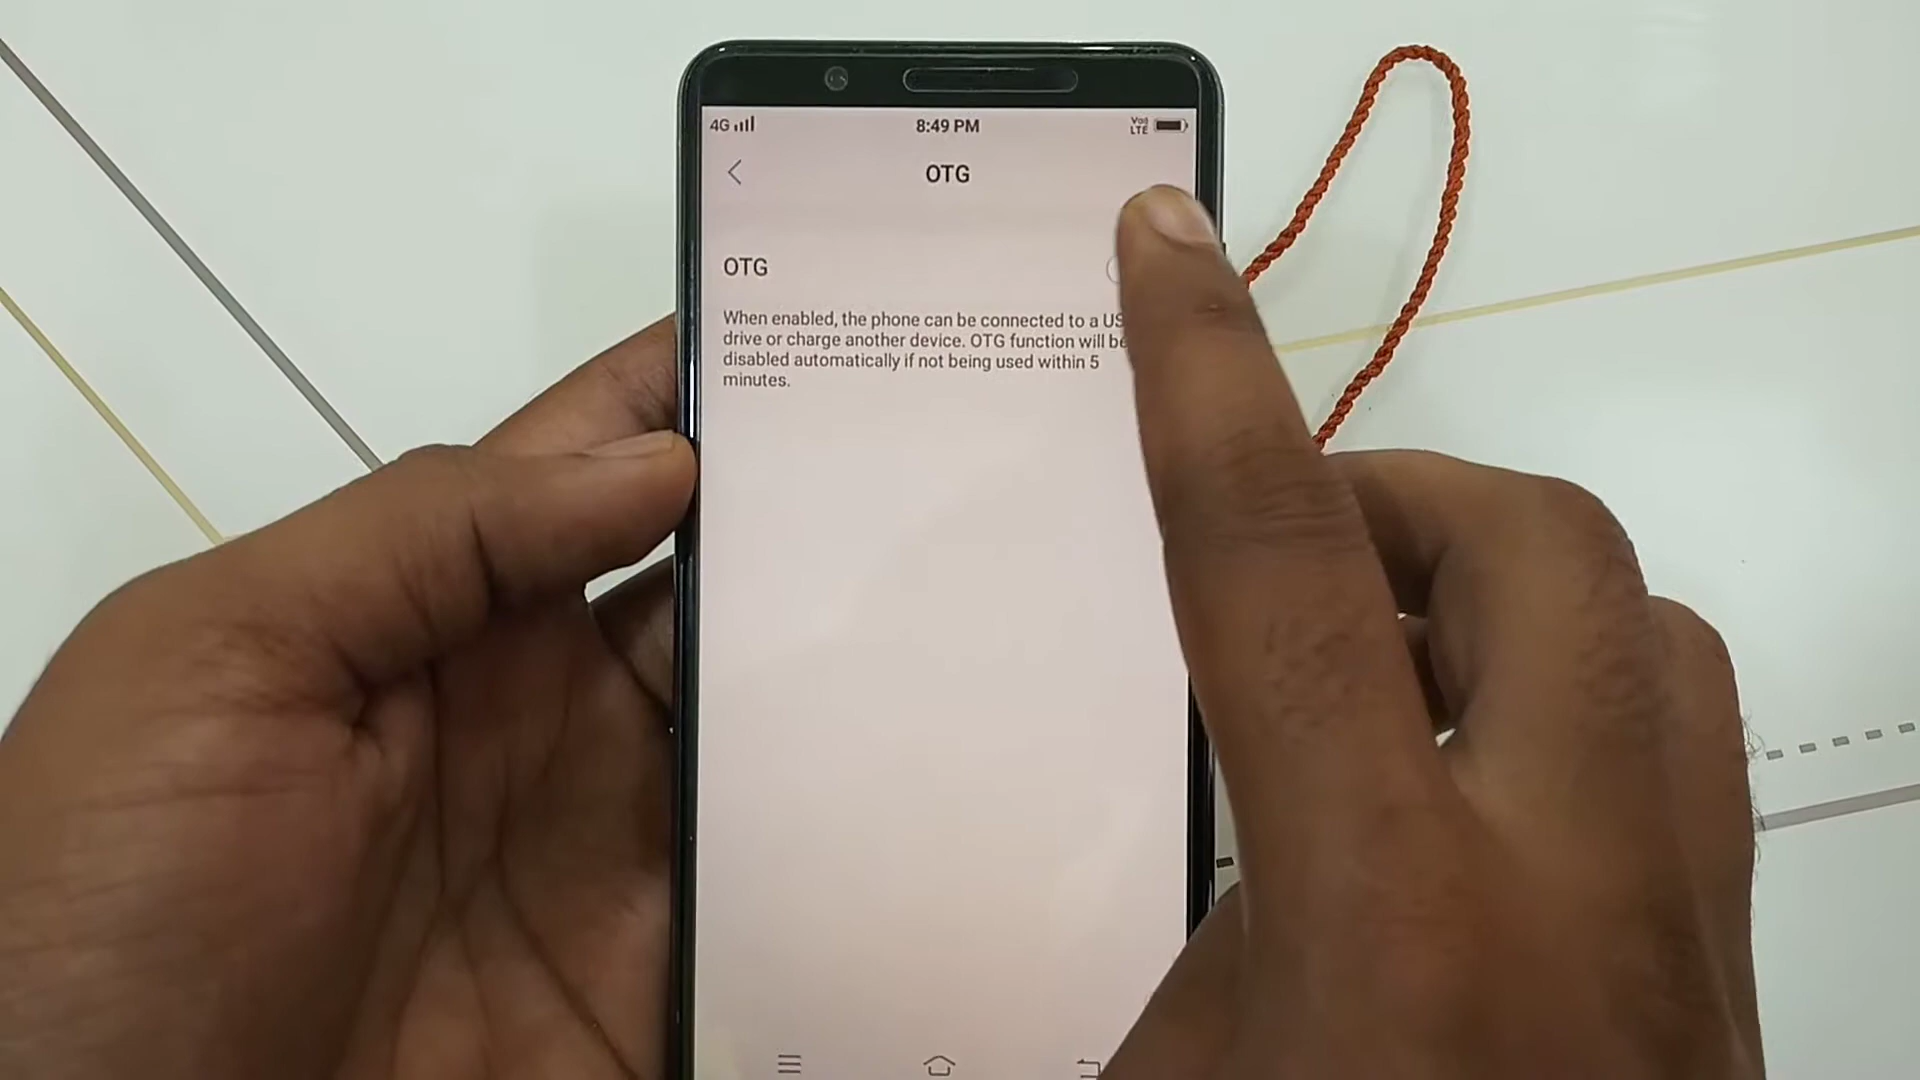 4G 8:49 PM Vo LTE
OTG
OTG
When enabled, the phone can be connected to a
drive or charge another device. OTG function will be
disabled automatically if not being used within 5
minutes.